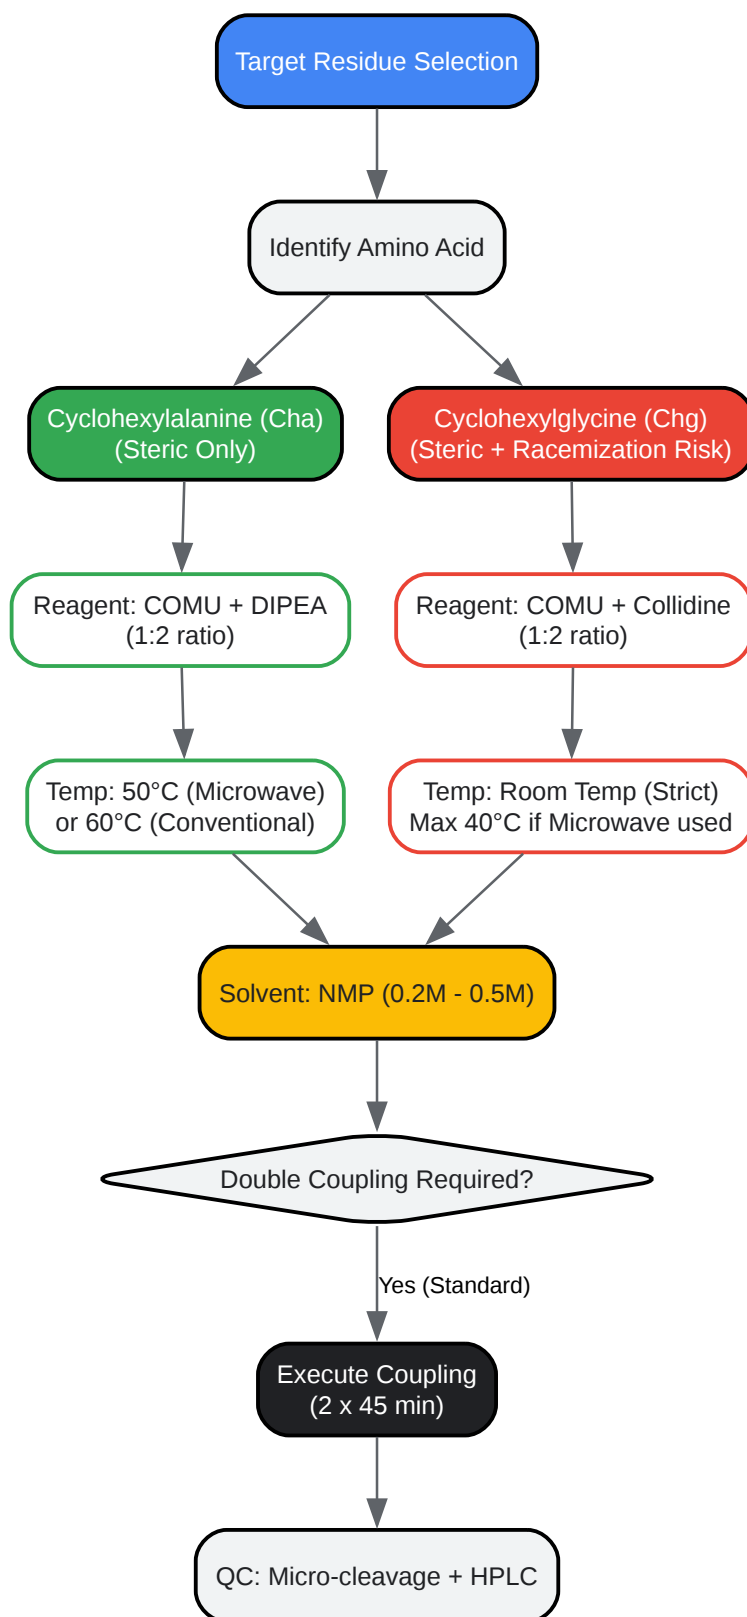 Target Residue Selection
Identify Amino Acid
Cyclohexylalanine (Cha)
(Steric Only)
Cyclohexylglycine (Chg)
(Steric + Racemization Risk)
Reagent: COMU + DIPEA
(1:2 ratio)
Reagent: COMU + Collidine
(1:2 ratio)
Temp: 50°C (Microwave)
or 60°C (Conventional)
Temp: Room Temp (Strict)
Max 40°C if Microwave used
Solvent: NMP (0.2M - 0.5M)
Double Coupling Required?
Yes (Standard)
Execute Coupling
(2 x 45 min)
QC: Micro-cleavage + HPLC